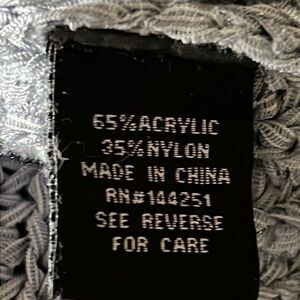 65%ACRYLIC
35%NYLON
MADE IN CHINA
RN#144251
SEE REVERSE
FOR CARE